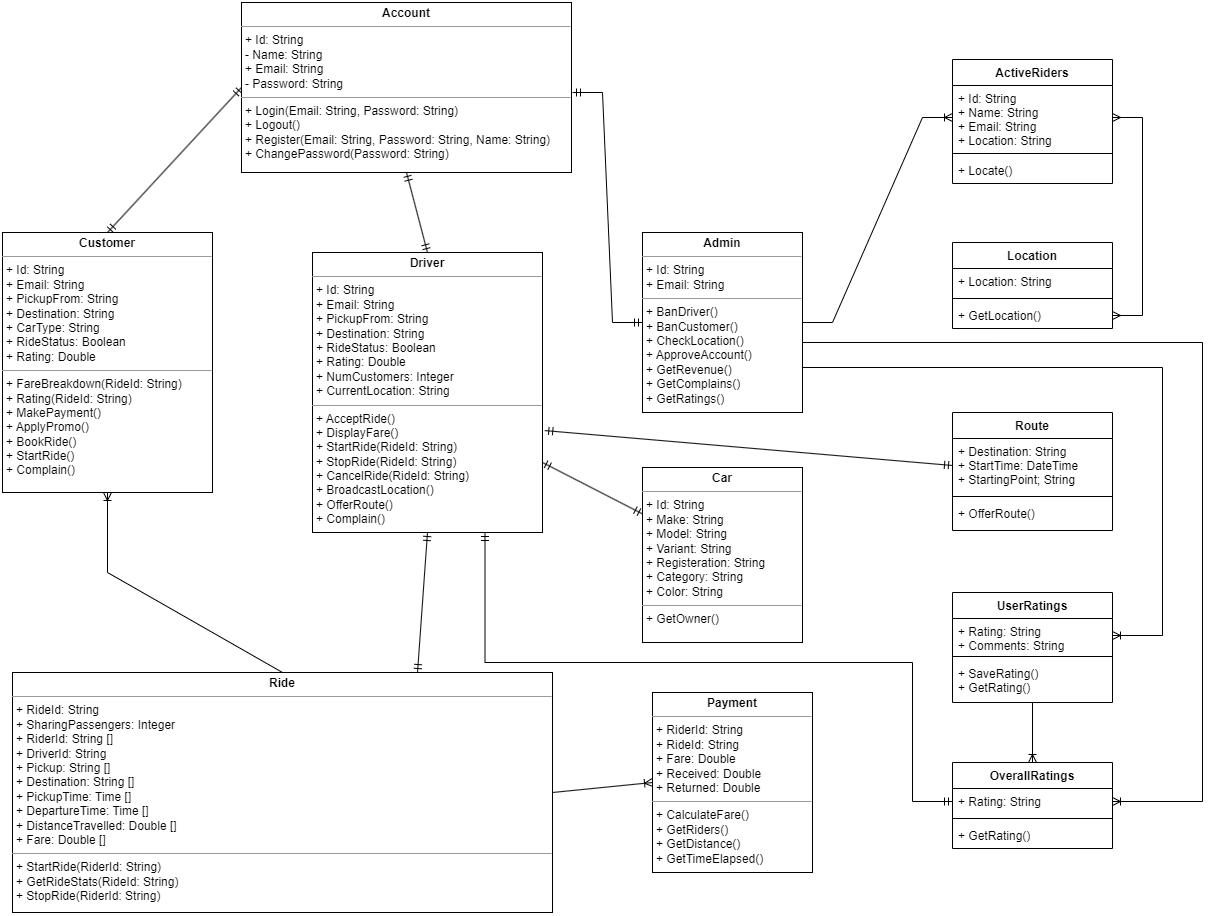 Account
+ Id: String
- Name: String
+ Email: String
- Password: String
+ Login(Email: String, Password: String)
+ Logout()
+ Register(Email: String, Password: String, Name: String)
+ ChangePassword(Password: String)
ActiveRiders
+ Id: String
+ Name: String
+ Email: String
+ Location: String
+ Locate()
Customer
+ Id: String
+ Email: String
+ PickupFrom: String
+ Destination: String
+ CarType: String
+ RideStatus: Boolean
+ Rating: Double
+ FareBreakdown(RideId: String)
+ Rating(RideId: String)
+ MakePayment()
+ ApplyPromo()
+ BookRide()
+ StartRide()
+ Complain()
Driver
+ Id: String
+ Email: String
+ PickupFrom: String
+ Destination: String
+ RideStatus: Boolean
+ Rating: Double
+ NumCustomers: Integer
+ CurrentLocation: String
+ AcceptRide()
+ DisplayFare()
+ StartRide(RideId: String)
+ StopRide(RideId: String)
+ CancelRide(RideId: String)
+ BroadcastLocation()
+ OfferRoute()
+ Complain()
Admin
+ Id: String
+ Email: String
+ BanDriver()
+ BanCustomer()
+ CheckLocation()
+ ApproveAccount()
+ GetRevenue()
+ GetComplains()
+ GetRatings()
Location
+ Location: String
+ GetLocation()
Route
+ Destination: String
+ StartTime: DateTime
+ StartingPoint; String
+ OfferRoute()
Car
+ Id: String
+ Make: String
+ Model: String
+ Variant: String
+ Registeration: String
+ Category: String
+ Color: String
+ GetOwner()
UserRatings
+ Rating: String
+ Comments: String
+ SaveRating()
+ GetRating()
Ride
+ RideId: String
+ SharingPassengers: Integer
+ RiderId: String []
+ DriverId: String
+ Pickup: String []
+ Destination: String []
+ PickupTime: Time []
+ DepartureTime: Time []
+ DistanceTravelled: Double []
+ Fare: Double []
+ StartRide(RiderId: String)
+ GetRideStats(RideId: String)
+ StopRide(RiderId: String)
Payment
+ RiderId: String
+ RideId: String
+ Fare: Double
+ Received: Double
+ Returned: Double
+ CalculateFare()
+ GetRiders()
+ GetDistance()
+ GetTimeElapsed()
OverallRatings
+ Rating: String
+ GetRating()